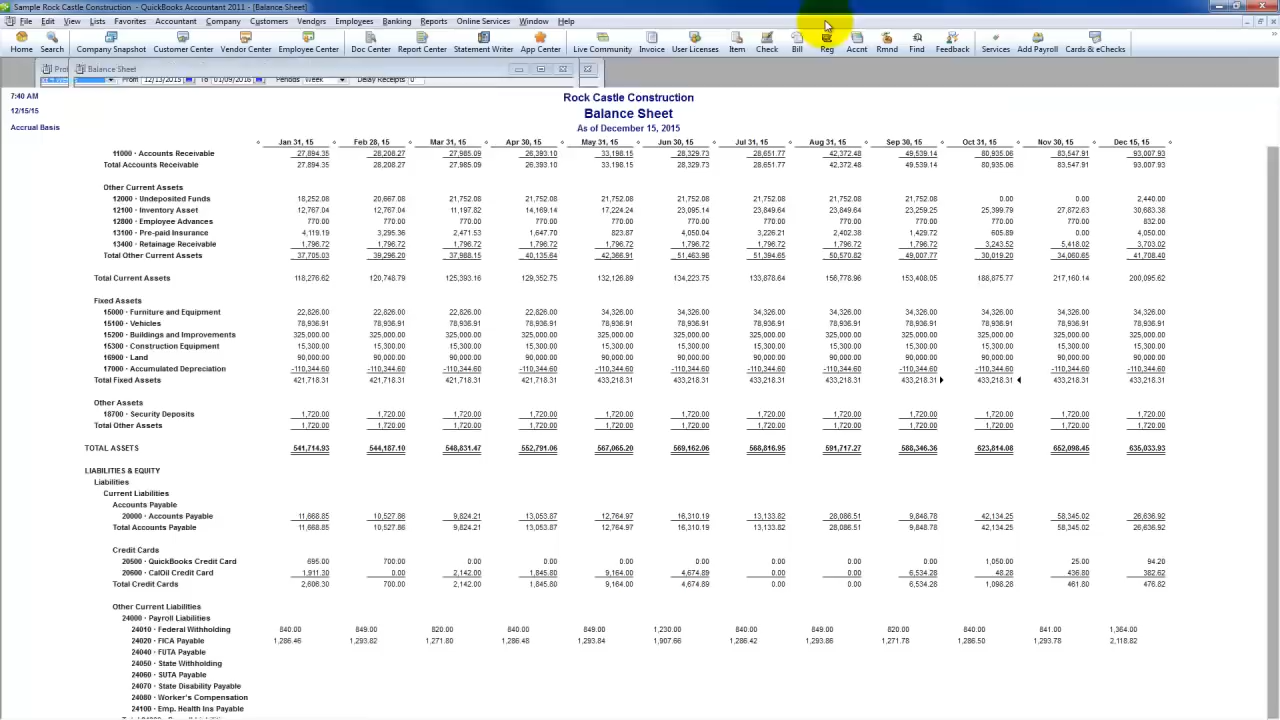 Sample Rock Castle Construction - QuickBooks Accountant 2011 - [Balance Sheet]
File Edit View Lists Favorites Accountant Company Customers Vendors Employees Banking Reports Online Services Window Help
Home Search Company Snapshot Customer Center Vendor Center Employee Center Doc Center Report Center Statement Writer App Center Live Community Invoice User Licenses Item Check Bill Reg Accnt Rmnd Find Feedback Services Add Payroll Cards & eChecks
Balance Sheet
From 12/13/2015 To 01/09/2016 Periods Week Delay Receipts 0
7:40 AM
12/15/15
Accrual Basis
Rock Castle Construction
Balance Sheet
As of December 15, 2015
Jan 31, 15 Feb 28, 15 Mar 31, 15 Apr 30, 15 May 31, 15 Jun 30, 15 Jul 31, 15 Aug 31, 15 Sep 30, 15 Oct 31, 15 Nov 30, 15 Dec 15, 15
11000 · Accounts Receivable 27,894.35 28,208.27 27,985.09 26,393.10 33,198.15 28,329.73 28,651.77 42,372.48 49,539.14 80,935.06 83,547.91 93,007.93
Total Accounts Receivable 27,894.35 28,208.27 27,985.09 26,393.10 33,198.15 28,329.73 28,651.77 42,372.48 49,539.14 80,935.06 83,547.91 93,007.93
Other Current Assets
12000 · Undeposited Funds 18,252.08 20,667.08 21,752.08 21,752.08 21,752.08 21,752.08 21,752.08 21,752.08 21,752.08 0.00 0.00 2,440.00
12100 · Inventory Asset 12,767.04 12,767.04 11,197.82 14,169.14 17,224.24 23,095.14 23,849.64 23,849.64 23,259.25 25,399.79 27,872.63 30,683.38
12800 · Employee Advances 770.00 770.00 770.00 770.00 770.00 770.00 770.00 770.00 770.00 770.00 770.00 832.00
13100 · Pre-paid Insurance 4,119.19 3,295.36 2,471.53 1,647.70 823.87 4,050.04 3,226.21 2,402.38 1,429.72 605.89 0.00 4,050.00
13400 · Retainage Receivable 1,796.72 1,796.72 1,796.72 1,796.72 1,796.72 1,796.72 1,796.72 1,796.72 1,796.72 3,243.52 5,418.02 3,703.02
Total Other Current Assets 37,705.03 39,296.20 37,988.15 40,135.64 42,366.91 51,463.98 51,394.65 50,570.82 49,007.77 30,019.20 34,060.65 41,708.40
Total Current Assets 118,276.62 120,748.79 125,393.16 129,352.75 132,126.89 134,223.75 133,878.64 156,778.96 153,408.05 188,875.77 217,160.14 200,095.62
Fixed Assets
15000 · Furniture and Equipment 22,826.00 22,826.00 22,826.00 22,826.00 34,326.00 34,326.00 34,326.00 34,326.00 34,326.00 34,326.00 34,326.00 34,326.00
15100 · Vehicles 78,936.91 78,936.91 78,936.91 78,936.91 78,936.91 78,936.91 78,936.91 78,936.91 78,936.91 78,936.91 78,936.91 78,936.91
15200 · Buildings and Improvements 325,000.00 325,000.00 325,000.00 325,000.00 325,000.00 325,000.00 325,000.00 325,000.00 325,000.00 325,000.00 325,000.00 325,000.00
15300 · Construction Equipment 15,300.00 15,300.00 15,300.00 15,300.00 15,300.00 15,300.00 15,300.00 15,300.00 15,300.00 15,300.00 15,300.00 15,300.00
16900 · Land 90,000.00 90,000.00 90,000.00 90,000.00 90,000.00 90,000.00 90,000.00 90,000.00 90,000.00 90,000.00 90,000.00 90,000.00
17000 · Accumulated Depreciation -110,344.60 -110,344.60 -110,344.60 -110,344.60 -110,344.60 -110,344.60 -110,344.60 -110,344.60 -110,344.60 -110,344.60 -110,344.60 -110,344.60
Total Fixed Assets 421,718.31 421,718.31 421,718.31 421,718.31 433,218.31 433,218.31 433,218.31 433,218.31 433,218.31 433,218.31 433,218.31 433,218.31
Other Assets
18700 · Security Deposits 1,720.00 1,720.00 1,720.00 1,720.00 1,720.00 1,720.00 1,720.00 1,720.00 1,720.00 1,720.00 1,720.00 1,720.00
Total Other Assets 1,720.00 1,720.00 1,720.00 1,720.00 1,720.00 1,720.00 1,720.00 1,720.00 1,720.00 1,720.00 1,720.00 1,720.00
TOTAL ASSETS 541,714.93 544,187.10 548,831.47 552,791.06 567,065.20 569,162.06 568,816.95 591,717.27 588,346.36 623,814.08 652,098.45 635,033.93
LIABILITIES & EQUITY
Liabilities
Current Liabilities
Accounts Payable
20000 · Accounts Payable 11,668.85 10,527.86 9,824.21 13,053.87 12,764.97 16,310.19 13,133.82 28,086.51 9,848.78 42,134.25 58,345.02 26,636.92
Total Accounts Payable 11,668.85 10,527.86 9,824.21 13,053.87 12,764.97 16,310.19 13,133.82 28,086.51 9,848.78 42,134.25 58,345.02 26,636.92
Credit Cards
20500 · QuickBooks Credit Card 695.00 700.00 0.00 0.00 0.00 0.00 0.00 0.00 0.00 1,050.00 25.00 94.20
20600 · CalOil Credit Card 1,911.30 0.00 2,142.00 1,845.80 9,164.00 4,674.89 0.00 0.00 6,534.28 48.28 436.80 382.62
Total Credit Cards 2,606.30 700.00 2,142.00 1,845.80 9,164.00 4,674.89 0.00 0.00 6,534.28 1,098.28 461.80 476.82
Other Current Liabilities
24000 · Payroll Liabilities
24010 · Federal Withholding 840.00 849.00 820.00 840.00 849.00 1,230.00 840.00 849.00 820.00 840.00 841.00 1,364.00
24020 · FICA Payable 1,286.46 1,293.82 1,271.80 1,286.48 1,293.84 1,907.66 1,286.42 1,293.86 1,271.78 1,286.50 1,293.78 2,118.82
24040 · FUTA Payable
24050 · State Withholding
24060 · SUTA Payable
24070 · State Disability Payable
24080 · Worker's Compensation
24100 · Emp. Health Ins Payable